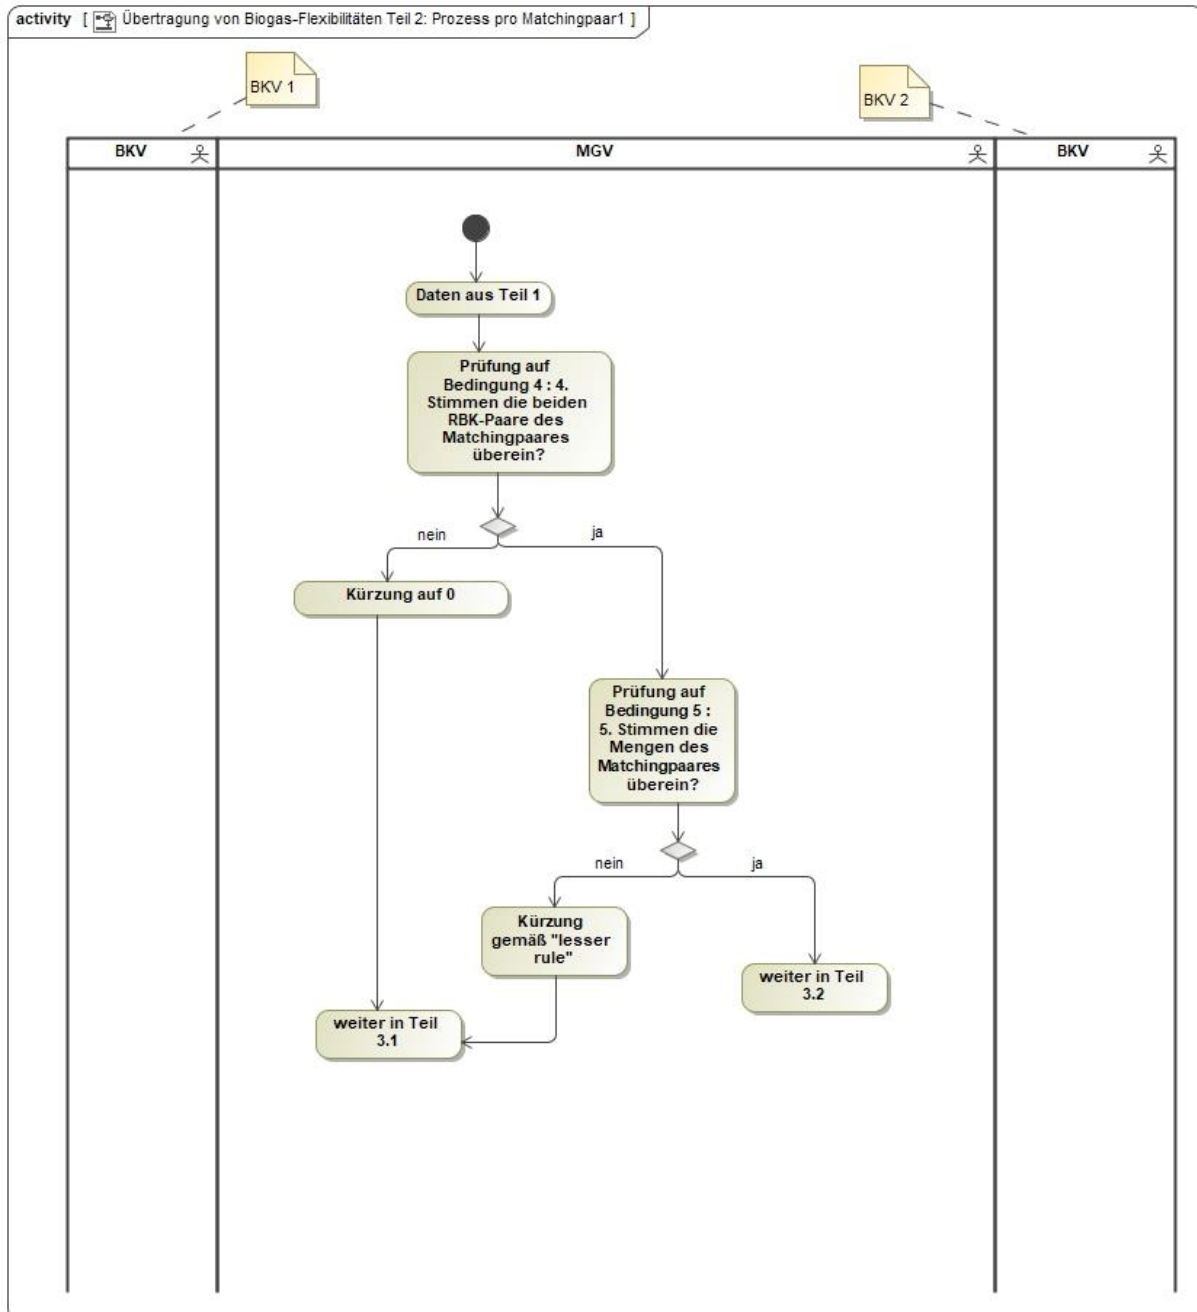 activity [ Übertragung von Biogas-Flexibilitäten Teil 2: Prozess pro Matchingpaar1 ]
BKV 1
BKV 2
BKV
MGV
BKV
Daten aus Teil 1
Prüfung auf
Bedingung 4 : 4.
Stimmen die beiden
RBK-Paare des
Matchingpaares
überein?
nein
ja
Kürzung auf 0
Prüfung auf
Bedingung 5 :
5. Stimmen die
Mengen des
Matchingpaares
überein?
nein
ja
Kürzung
gemäß "lesser
rule"
weiter in Teil
3.2
weiter in Teil
3.1